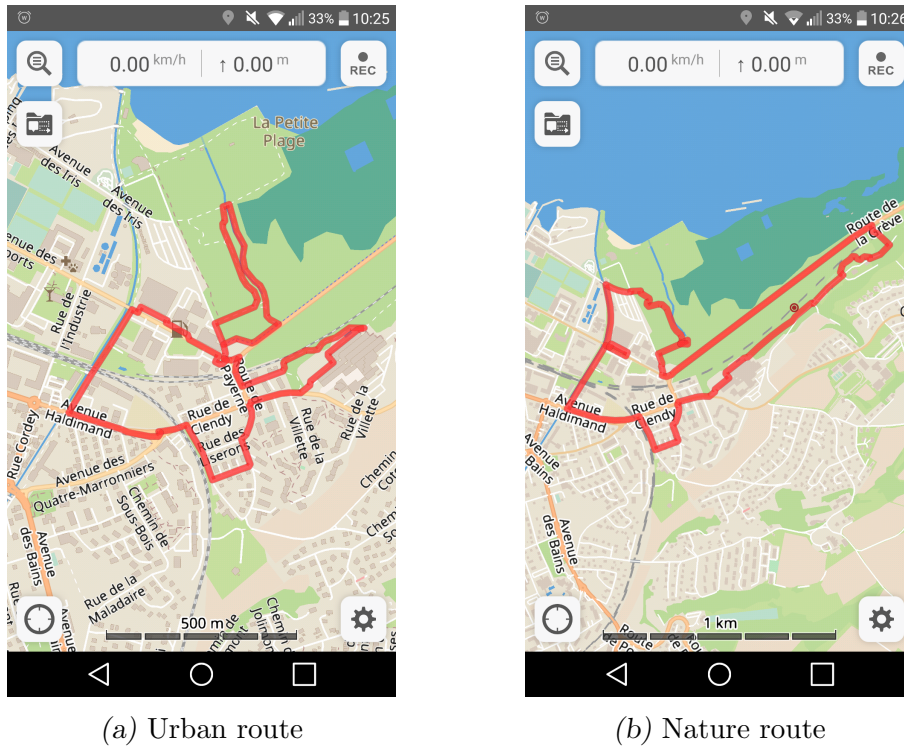 33% 10:25
0.00 km/h ↑ 0.00 m
REC
La Petite
Plage
Avenue
des Iris
Avenue
des Iris
Rue de
l'Industrie
Route de
Payerne
Avenue
Haldimand
Rue de
Clendy
Rue des
Liserons
Rue de la
Villette
Rue de la
Villette
Rue Cordey
Avenue des
Quatre-Marronniers
Chemin de
Sous-Bois
Avenue
des Bains
Rue de la
Maladaire
500 m
(a) Urban route
33% 10:26
0.00 km/h ↑ 0.00 m
REC
Route de
la Grève
Avenue
Haldimand
Rue de
Clendy
Avenue
des Bains
1 km
Route
(b) Nature route